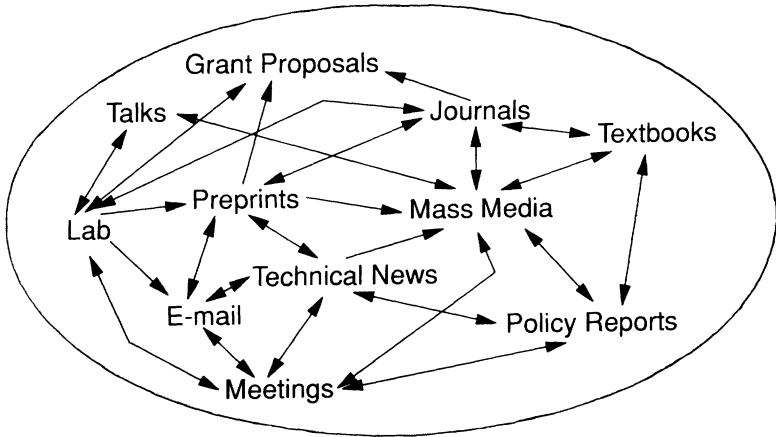 Grant Proposals
Talks
Journals
Textbooks
Preprints
Mass Media
Lab
Technical News
E-mail
Policy Reports
Meetings